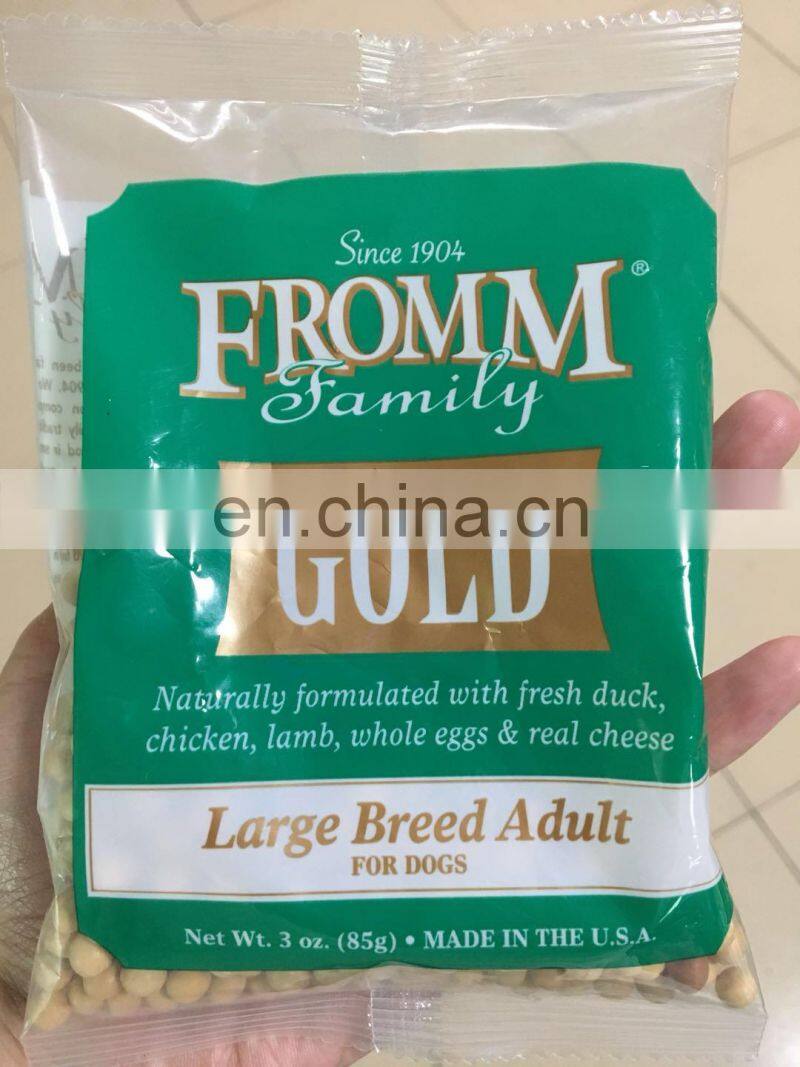 Since 1904
FROMM®
Family
en.china.cn
GOLD
Naturally formulated with fresh duck,
chicken, lamb, whole eggs & real cheese
Large Breed Adult
FOR DOGS
Net Wt. 3 oz. (85g) • MADE IN THE U.S.A.